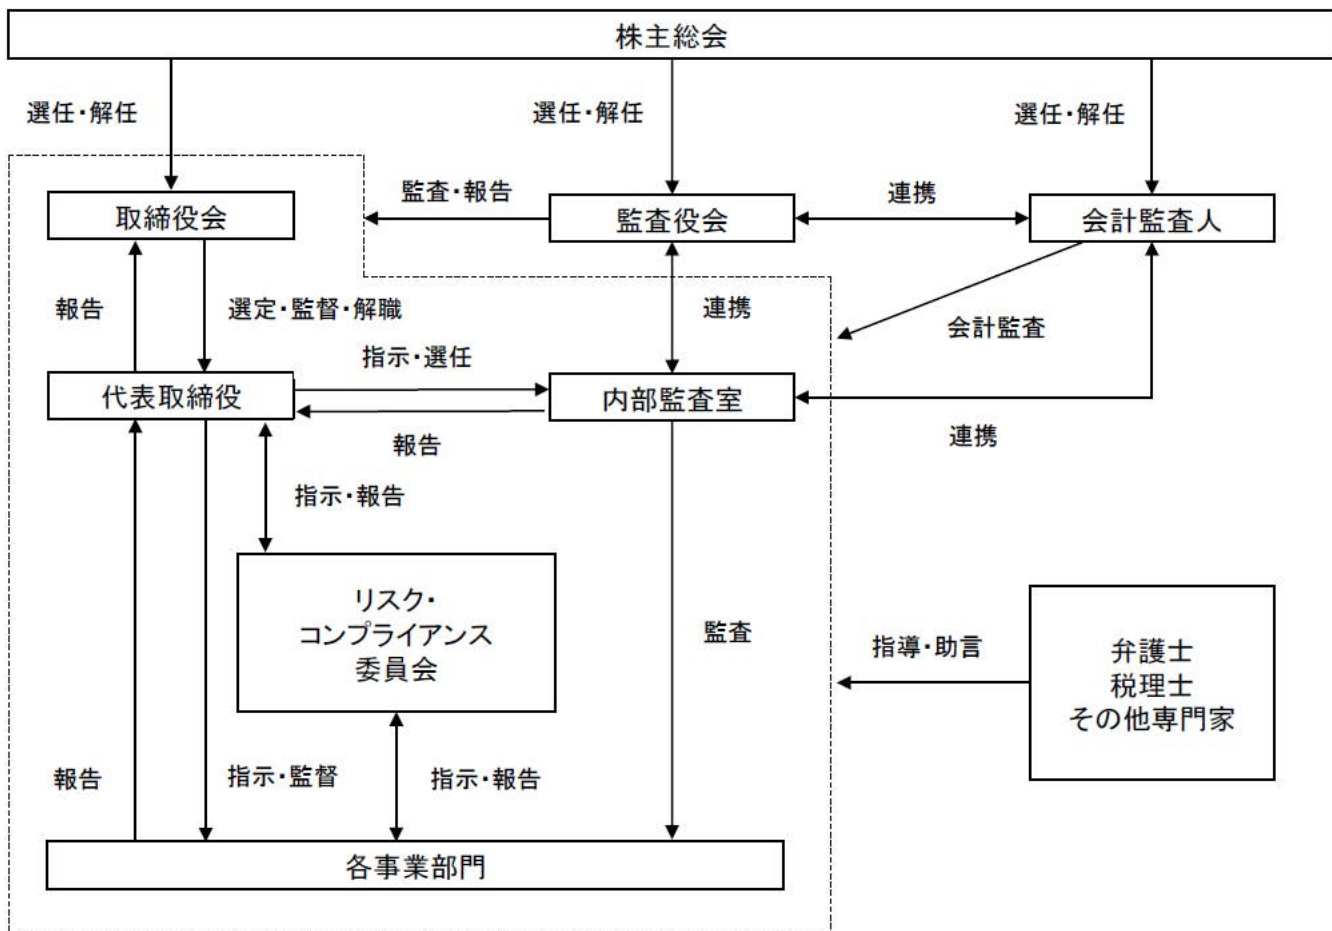 株主総会
選任・解任
選任・解任
選任・解任
取締役会
監査・報告
監査役会
連携
会計監査人
報告
選定・監督・解職
連携
会計監査
指示・選任
代表取締役
内部監査室
報告
連携
指示・報告
リスク・
コンプライアンス
委員会
監査
指導・助言
弁護士
税理士
その他専門家
報告
指示・監督
指示・報告
各事業部門